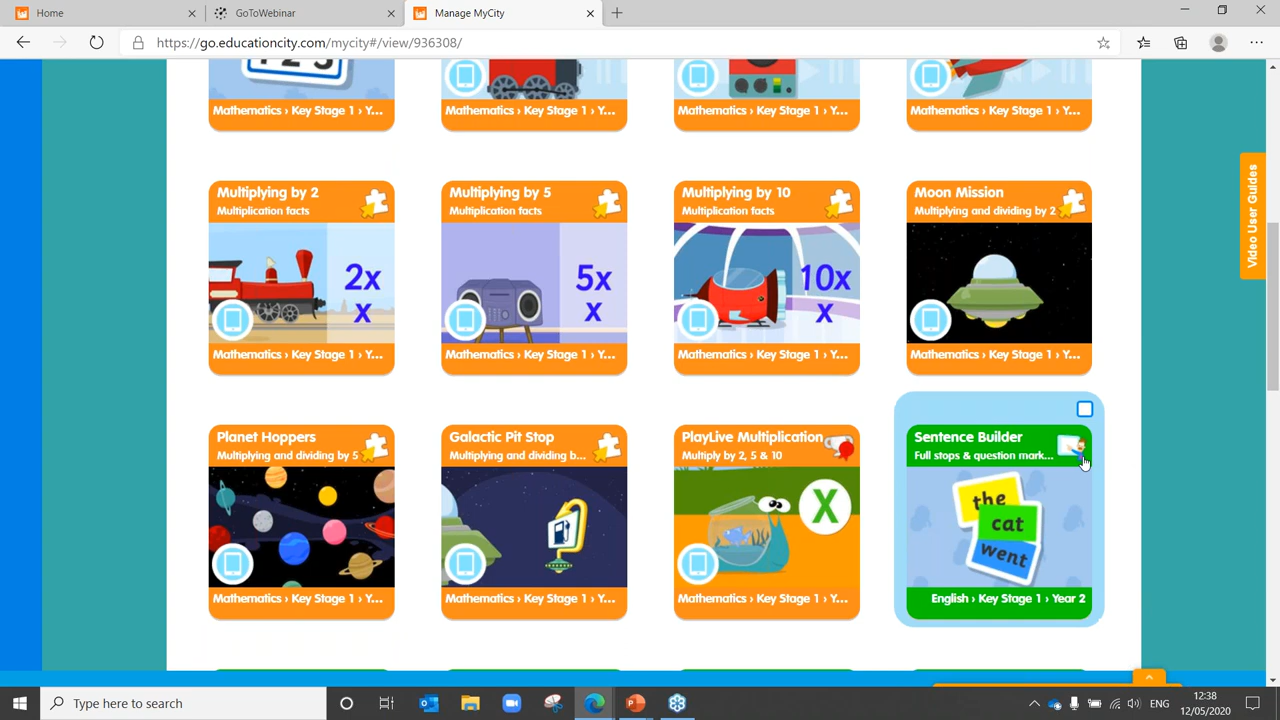 Home
GoToWebinar
Manage MyCity
https://go.educationcity.com/mycity#/view/936308/
1 2 3
Mathematics › Key Stage 1 › Y...
Mathematics › Key Stage 1 › Y...
Mathematics › Key Stage 1 › Y...
Mathematics › Key Stage 1 › Y...
Video User Guides
Multiplying by 2
Multiplication facts
2x
x
Mathematics › Key Stage 1 › Y...
Multiplying by 5
Multiplication facts
5x
x
Mathematics › Key Stage 1 › Y...
Multiplying by 10
Multiplication facts
10x
x
Mathematics › Key Stage 1 › Y...
Moon Mission
Multiplying and dividing by 2
Mathematics › Key Stage 1 › Y...
Planet Hoppers
Multiplying and dividing by 5
Mathematics › Key Stage 1 › Y...
Galactic Pit Stop
Multiplying and dividing b...
Mathematics › Key Stage 1 › Y...
PlayLive Multiplication
Multiply by 2, 5 & 10
X
Mathematics › Key Stage 1 › Y...
Sentence Builder
Full stops & question mark...
the
cat
went
English › Key Stage 1 › Year 2
Type here to search
ENG
12:38
12/05/2020